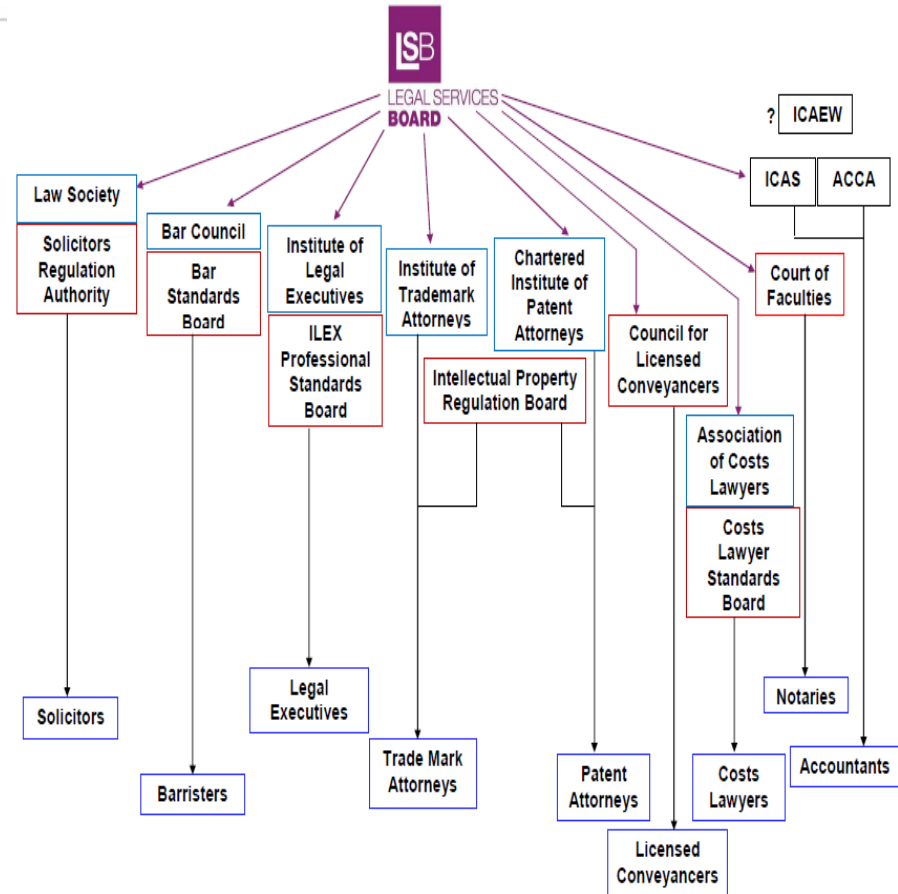 LSB
LEGAL SERVICES
BOARD
? ICAEW
ICAS
ACCA
Law Society
Solicitors
Regulation
Authority
Bar Council
Bar
Standards
Board
Institute of
Legal
Executives
ILEX
Professional
Standards
Board
Institute of
Trademark
Attorneys
Chartered
Institute of
Patent
Attorneys
Intellectual Property
Regulation Board
Council for
Licensed
Conveyancers
Court of
Faculties
Association
of Costs
Lawyers
Costs
Lawyer
Standards
Board
Solicitors
Barristers
Legal
Executives
Trade Mark
Attorneys
Patent
Attorneys
Licensed
Conveyancers
Costs
Lawyers
Notaries
Accountants